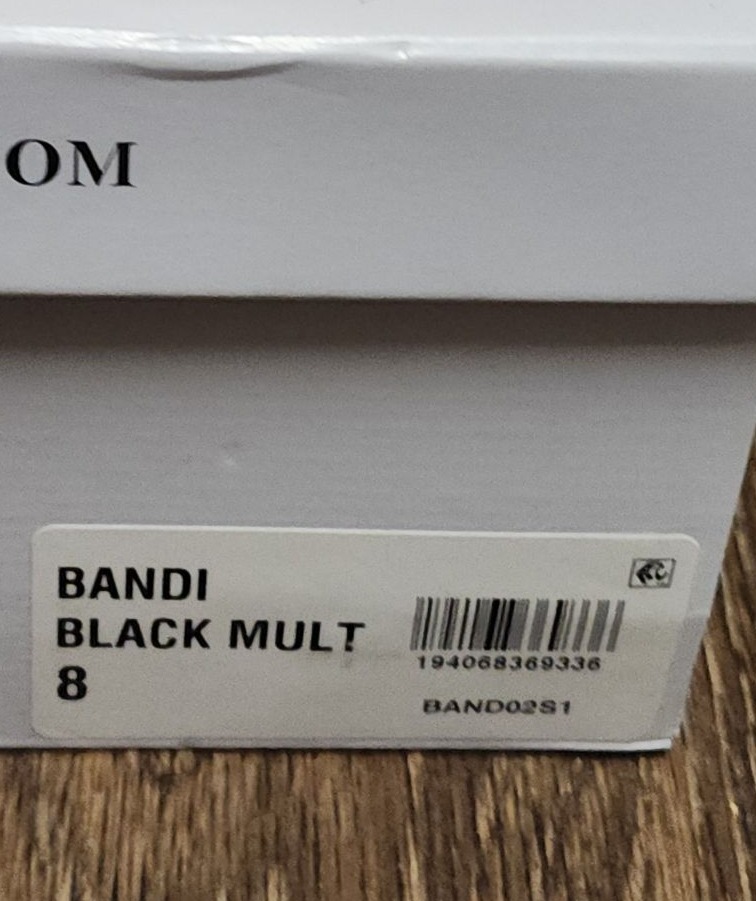 OM
BANDI
BLACK MULT
8
194068369336
BAND02S1